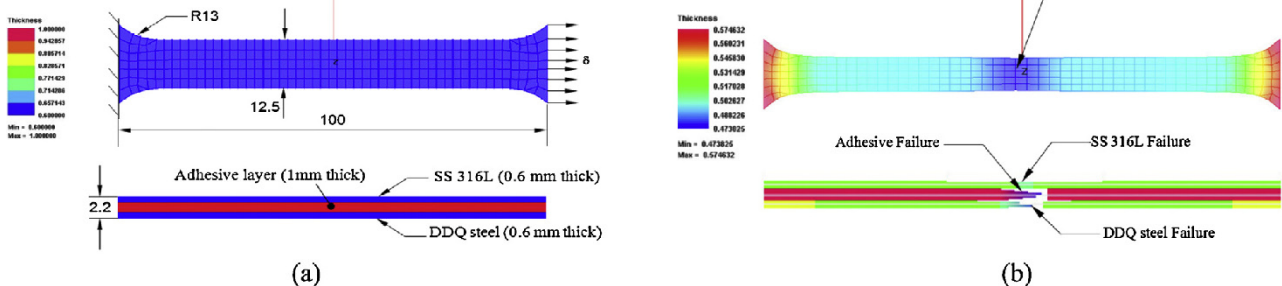 Thickness
1.000000
0.942857
0.885714
0.828571
0.771429
0.714286
0.657143
0.600000
Min = 0.600000
Max = 1.000000
R13
z
δ
12.5
100
Adhesive layer (1mm thick)
SS 316L (0.6 mm thick)
2.2
DDQ steel (0.6 mm thick)
(a)
Thickness
0.574632
0.560231
0.545830
0.531429
0.517028
0.502627
0.488226
0.473825
Min = 0.473825
Max = 0.574632
Z
Adhesive Failure
SS 316L Failure
DDQ steel Failure
(b)